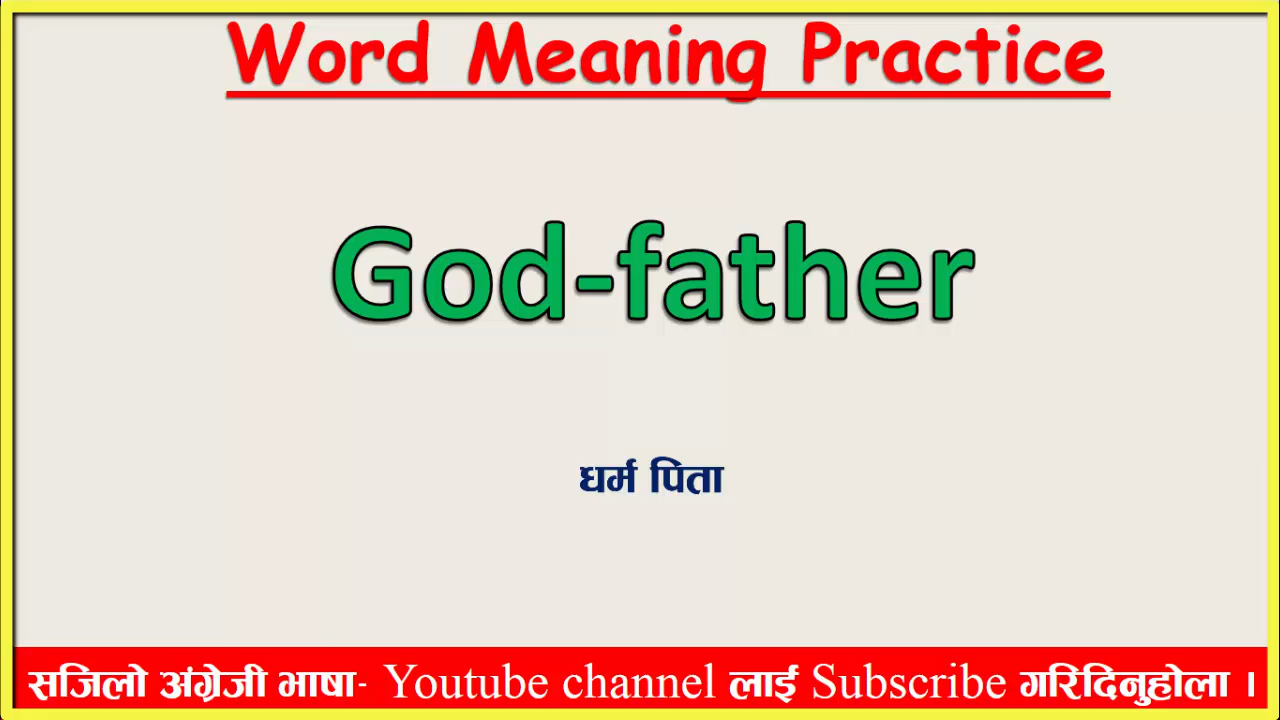 Word Meaning Practice
God-father
धर्म पिता
सजिलो अंग्रेजी भाषा- Youtube channel लाई Subscribe गरिदिनुहोला ।